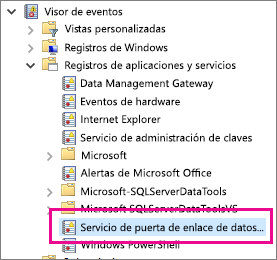 Visor de eventos
Vistas personalizadas
Registros de Windows
Registros de aplicaciones y servicios
Data Management Gateway
Eventos de hardware
Internet Explorer
Servicio de administración de claves
Microsoft
Alertas de Microsoft Office
Microsoft-SQLServerDataTools
Microsoft-SQLServerDataToolsVS
Servicio de puerta de enlace de datos...
Windows PowerShell